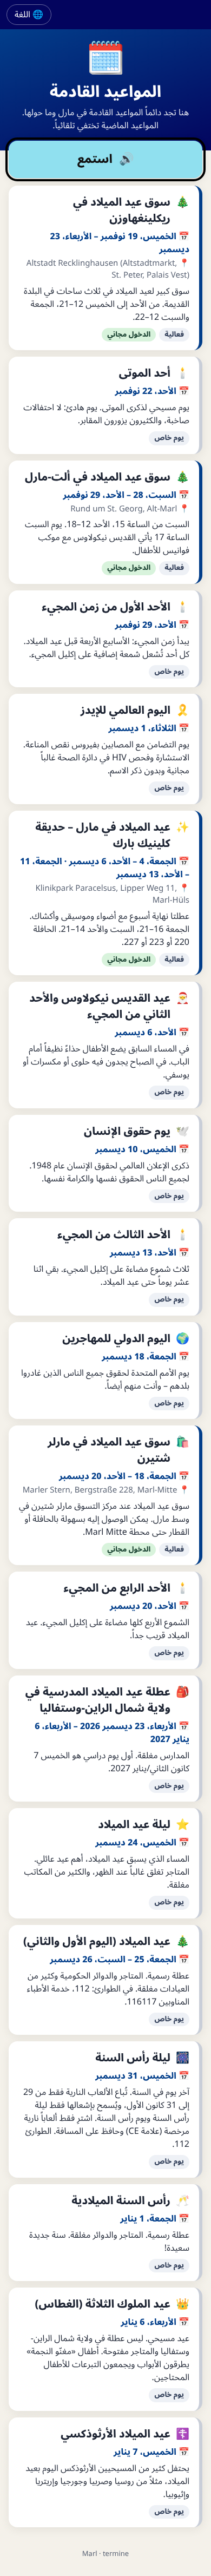 اللغة
المواعيد القادمة
هنا تجد دائماً المواعيد القادمة في مارل وما حولها.
المواعيد الماضية تختفي تلقائياً.
استمع
سوق عيد الميلاد في
ريكلينغهاوزن
الخميس، 19 نوفمبر – الأربعاء، 23
ديسمبر
Altstadt Recklinghausen (Altstadtmarkt,
St. Peter, Palais Vest)
سوق كبير لعيد الميلاد في ثلاث ساحات في البلدة
القديمة. من الأحد إلى الخميس 12–21، الجمعة
والسبت 12–22.
فعالية
الدخول مجاني
أحد الموتى
الأحد، 22 نوفمبر
يوم مسيحي لذكرى الموتى. يوم هادئ: لا احتفالات
صاخبة، والكثيرون يزورون المقابر.
يوم خاص
سوق عيد الميلاد في ألت-مارل
السبت، 28 – الأحد، 29 نوفمبر
Rund um St. Georg, Alt-Marl
السبت من الساعة 15، الأحد 12–18. يوم السبت
الساعة 17 يأتي القديس نيكولاوس مع موكب
فوانيس للأطفال.
فعالية
الدخول مجاني
الأحد الأول من زمن المجيء
الأحد، 29 نوفمبر
يبدأ زمن المجيء: الأسابيع الأربعة قبل عيد الميلاد.
كل أحد تُشعل شمعة إضافية على إكليل المجيء.
يوم خاص
اليوم العالمي للإيدز
الثلاثاء، 1 ديسمبر
يوم التضامن مع المصابين بفيروس نقص المناعة.
الاستشارة وفحص HIV في دائرة الصحة غالباً
مجانية وبدون ذكر الاسم.
يوم خاص
عيد الميلاد في مارل – حديقة
كلينيك بارك
الجمعة، 4 – الأحد، 6 ديسمبر · الجمعة، 11
– الأحد، 13 ديسمبر
Klinikpark Paracelsus, Lipper Weg 11,
Marl-Hüls
عطلتا نهاية أسبوع مع أضواء وموسيقى وأكشاك.
الجمعة 16–21، السبت والأحد 14–21. الحافلة
220 أو 223 أو 227.
فعالية
الدخول مجاني
عيد القديس نيكولاوس والأحد
الثاني من المجيء
الأحد، 6 ديسمبر
في المساء السابق يضع الأطفال حذاءً نظيفاً أمام
الباب. في الصباح يجدون فيه حلوى أو مكسرات أو
يوسفي.
يوم خاص
يوم حقوق الإنسان
الخميس، 10 ديسمبر
ذكرى الإعلان العالمي لحقوق الإنسان عام 1948.
لجميع الناس الحقوق نفسها والكرامة نفسها.
يوم خاص
الأحد الثالث من المجيء
الأحد، 13 ديسمبر
ثلاث شموع مضاءة على إكليل المجيء. بقي اثنا
عشر يوماً حتى عيد الميلاد.
يوم خاص
اليوم الدولي للمهاجرين
الجمعة، 18 ديسمبر
يوم الأمم المتحدة لحقوق جميع الناس الذين غادروا
بلدهم – وأنت منهم أيضاً.
يوم خاص
سوق عيد الميلاد في مارلر
شتيرن
الجمعة، 18 – الأحد، 20 ديسمبر
Marler Stern, Bergstraße 228, Marl-Mitte
سوق عيد الميلاد عند مركز التسوق مارلر شتيرن في
وسط مارل. يمكن الوصول إليه بسهولة بالحافلة أو
القطار حتى محطة Marl Mitte.
فعالية
الدخول مجاني
الأحد الرابع من المجيء
الأحد، 20 ديسمبر
الشموع الأربع كلها مضاءة على إكليل المجيء. عيد
الميلاد قريب جداً.
يوم خاص
عطلة عيد الميلاد المدرسية في
ولاية شمال الراين-وستفاليا
الأربعاء، 23 ديسمبر 2026 – الأربعاء، 6
يناير 2027
المدارس مغلقة. أول يوم دراسي هو الخميس 7
كانون الثاني/يناير 2027.
يوم خاص
ليلة عيد الميلاد
الخميس، 24 ديسمبر
المساء الذي يسبق عيد الميلاد، أهم عيد عائلي.
المتاجر تغلق غالباً عند الظهر، والكثير من المكاتب
مغلقة.
يوم خاص
عيد الميلاد (اليوم الأول والثاني)
الجمعة، 25 – السبت، 26 ديسمبر
عطلة رسمية. المتاجر والدوائر الحكومية وكثير من
العيادات مغلقة. في الطوارئ: 112، خدمة الأطباء
المناوبين 116117.
يوم خاص
ليلة رأس السنة
الخميس، 31 ديسمبر
آخر يوم في السنة. تُباع الألعاب النارية فقط من 29
إلى 31 كانون الأول، ويُسمح بإشعالها فقط ليلة
رأس السنة ويوم رأس السنة. اشترِ فقط ألعاباً نارية
مرخصة (علامة CE) وحافظ على المسافة. الطوارئ
112.
يوم خاص
رأس السنة الميلادية
الجمعة، 1 يناير
عطلة رسمية. المتاجر والدوائر مغلقة. سنة جديدة
سعيدة!
يوم خاص
عيد الملوك الثلاثة (الغطاس)
الأربعاء، 6 يناير
عيد مسيحي. ليس عطلة رسمية في ولاية شمال الراين-
وستفاليا والمتاجر مفتوحة. أطفال «مغنّو النجمة»
يطرقون الأبواب ويجمعون التبرعات للأطفال
المحتاجين.
يوم خاص
عيد الميلاد الأرثوذكسي
الخميس، 7 يناير
يحتفل كثير من المسيحيين الأرثوذكس اليوم بعيد
الميلاد، مثلاً من روسيا وصربيا وجورجيا وإريتريا
وإثيوبيا.
يوم خاص
Marl · termine